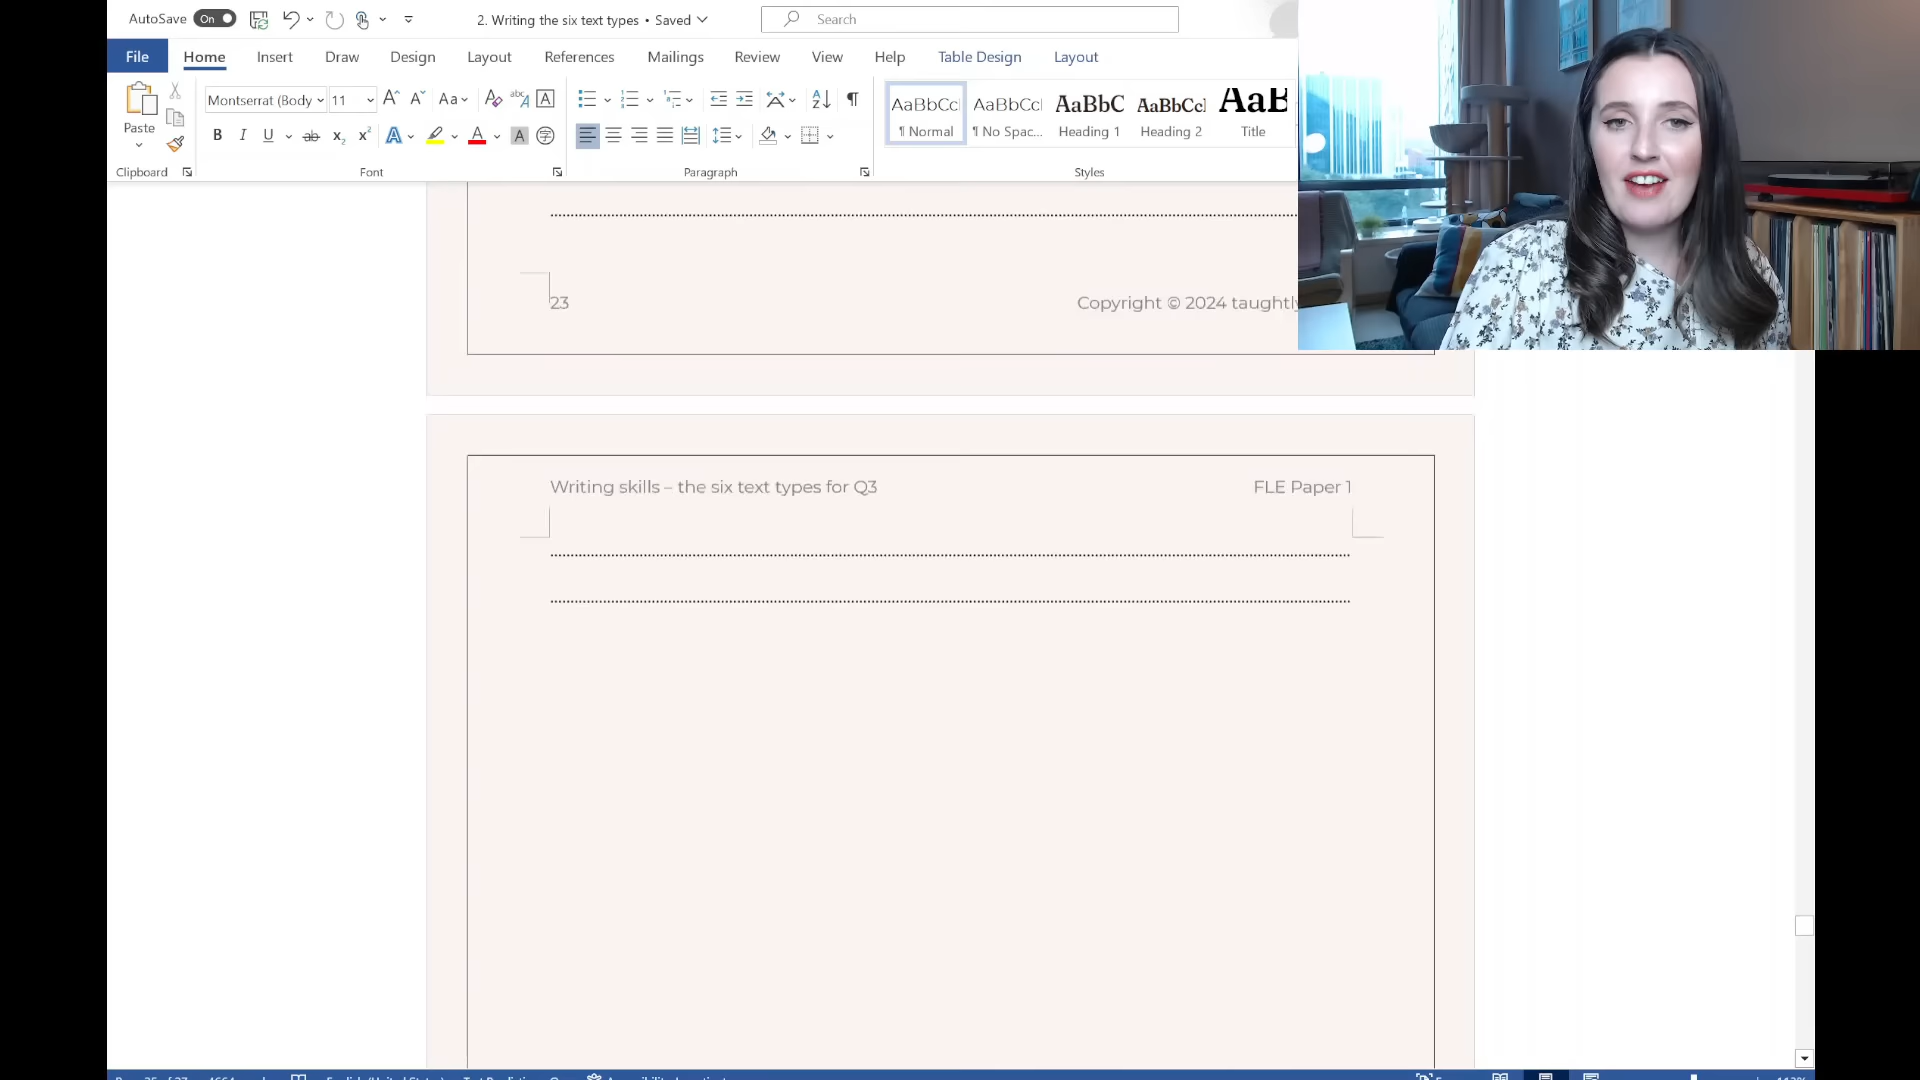 AutoSave On 2. Writing the six text types • Saved Search
File Home Insert Draw Design Layout References Mailings Review View Help Table Design Layout
Paste
Montserrat (Body 11 Aa
AaBbCc AaBbCc AaBbC AaBbCc AaB
¶ Normal ¶ No Spac... Heading 1 Heading 2 Title
Clipboard Font Paragraph Styles
23 Copyright © 2024 taughtly
Writing skills – the six text types for Q3 FLE Paper 1